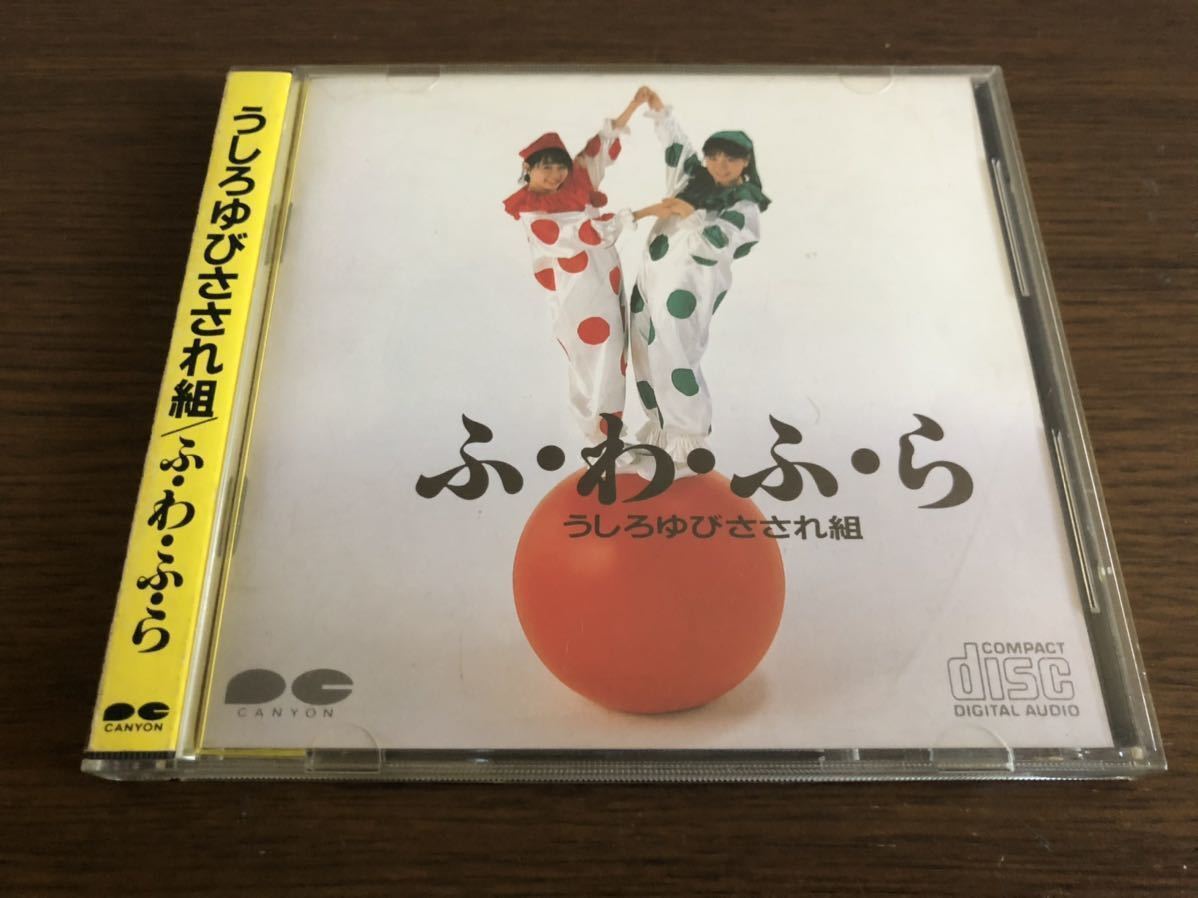 うしろゆびさされ組/ふ・わ・ふ・ら
CANYON
ふ・わ・ふ・ら
うしろゆびさされ組
CANYON
COMPACT
disc
DIGITAL AUDIO